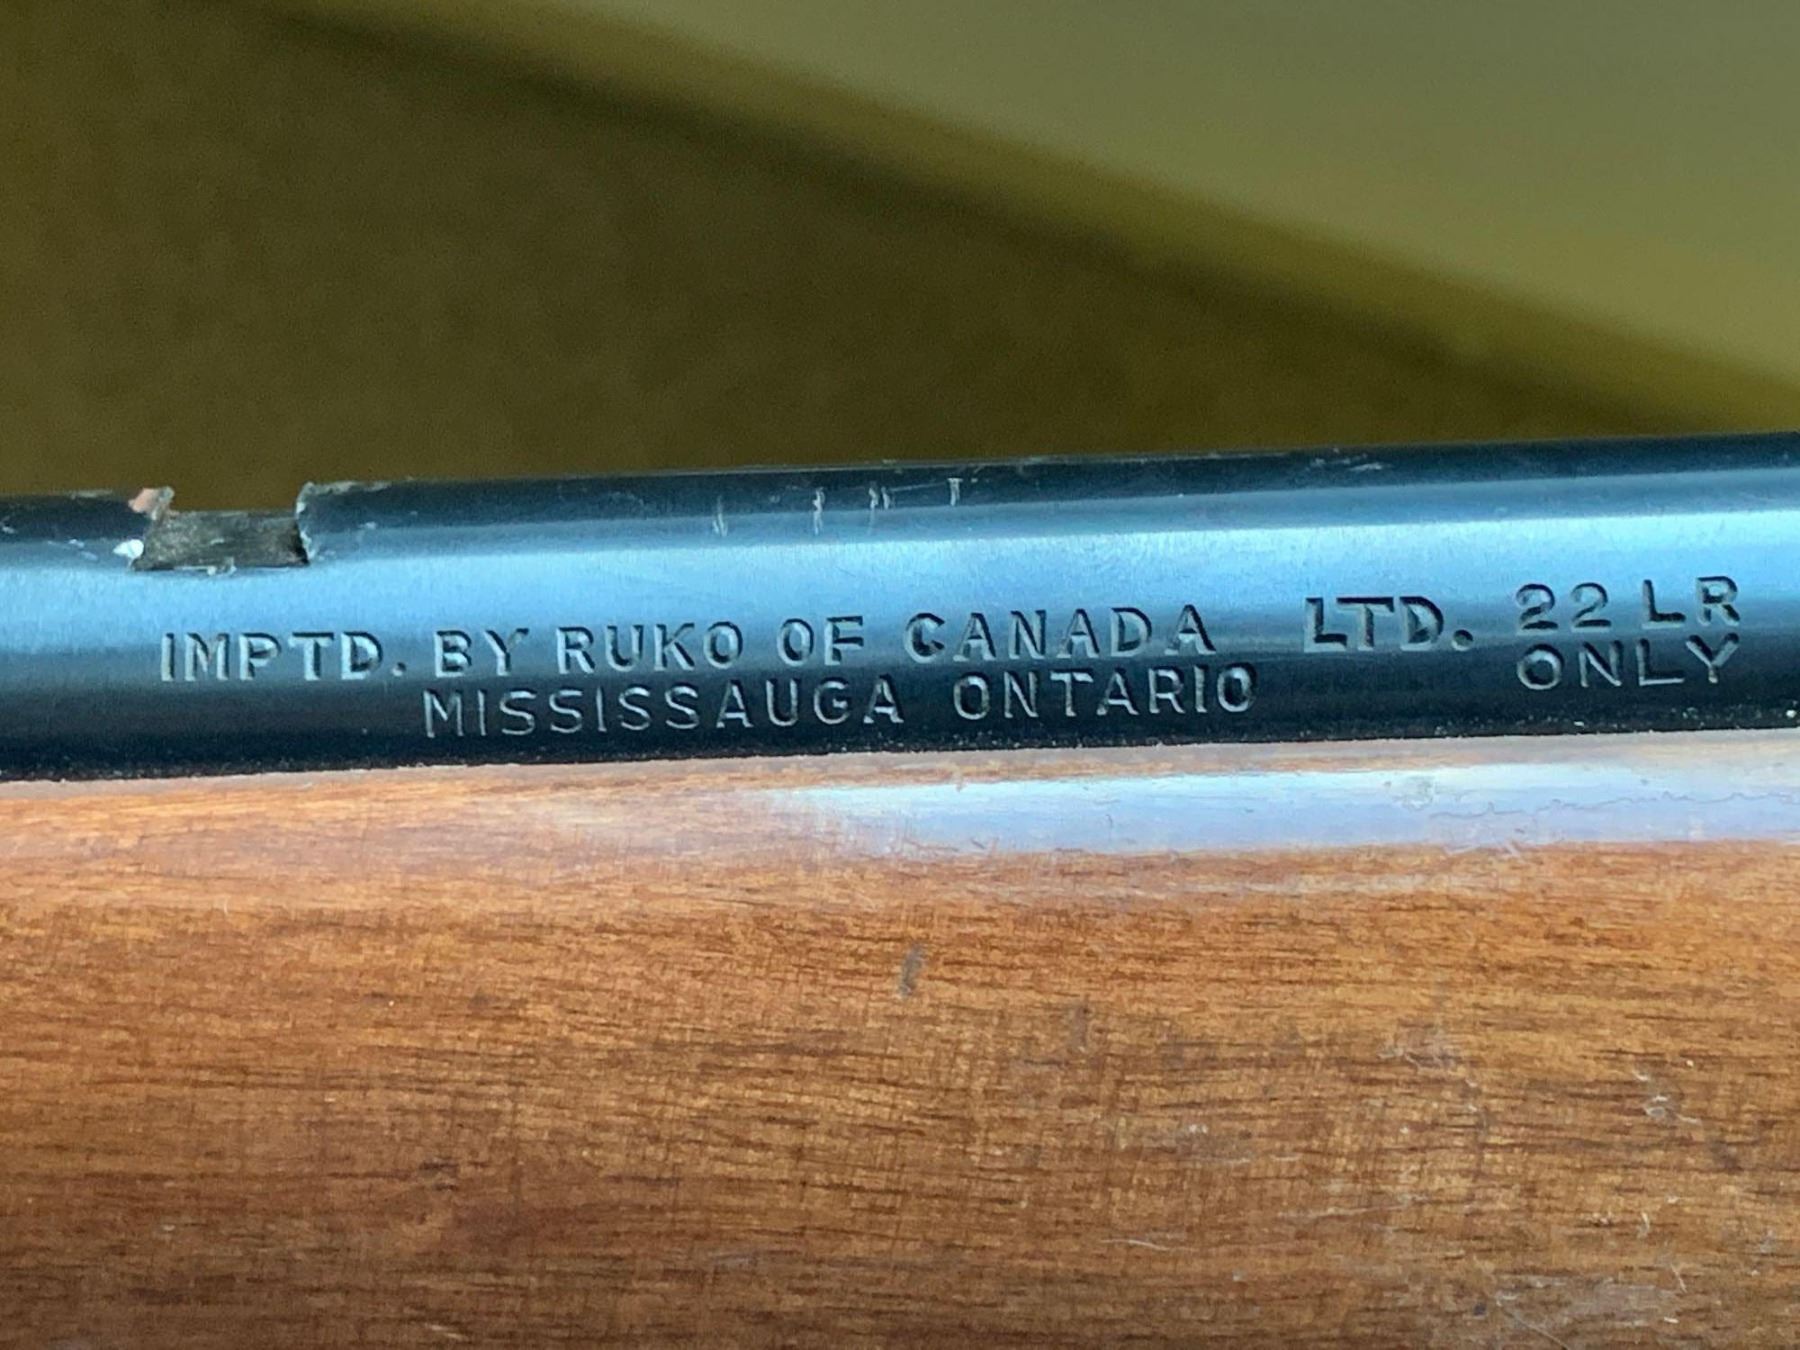 IMPTD. BY RUKO OF CANADA LTD. 22 LR
MISSISSAUGA ONTARIO ONLY